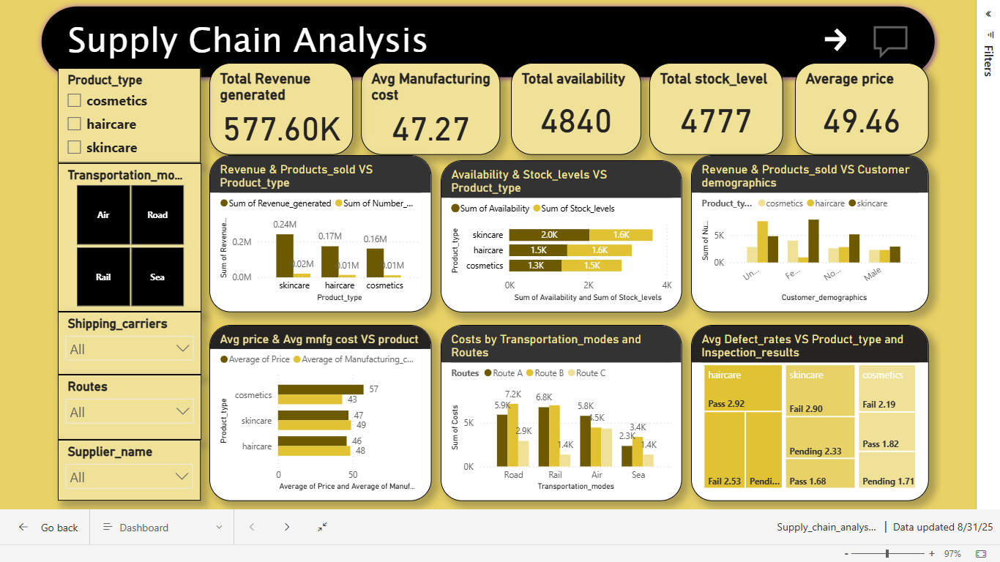 Supply Chain Analysis
Filters
Product_type
cosmetics
haircare
skincare
Transportation_mo...
Air
Road
Rail
Sea
Shipping_carriers
All
Routes
All
Supplier_name
All
Total Revenue
generated
577.60K
Avg Manufacturing
cost
47.27
Total availability
4840
Total stock_level
4777
Average price
49.46
Revenue & Products_sold VS
Product_type
Sum of Revenue_generated
Sum of Number_...
Sum of Revenue...
0.2M
0.0M
0.24M
0.02M
0.17M
0.01M
0.16M
0.01M
skincare
haircare
cosmetics
Product_type
Availability & Stock_levels VS
Product_type
Sum of Availability
Sum of Stock_levels
Product_type
skincare
2.0K
1.6K
haircare
1.5K
1.6K
cosmetics
1.3K
1.5K
0K
2K
4K
Sum of Availability and Sum of Stock_levels
Revenue & Products_sold VS Customer
demographics
Product_ty...
cosmetics
haircare
skincare
Sum of Nu...
5K
0K
Un...
Fe...
No...
Male
Customer_demographics
Avg price & Avg mnfg cost VS product
Average of Price
Average of Manufacturing_c...
Product_type
cosmetics
57
43
skincare
47
49
haircare
46
48
0
50
Average of Price and Average of Manuf...
Costs by Transportation_modes and
Routes
Routes
Route A
Route B
Route C
Sum of Costs
5K
0K
5.9K
7.2K
2.9K
6.8K
1.4K
5.8K
4.5K
2.3K
3.4K
1.4K
Road
Rail
Air
Sea
Transportation_modes
Avg Defect_rates VS Product_type and
Inspection_results
haircare
Pass 2.92
Fail 2.53
Pendi...
skincare
Fail 2.90
Pending 2.33
Pass 1.68
cosmetics
Fail 2.19
Pass 1.82
Pending 1.71
Go back
Dashboard
Supply_chain_analys...
Data updated 8/31/25
-
+
97%